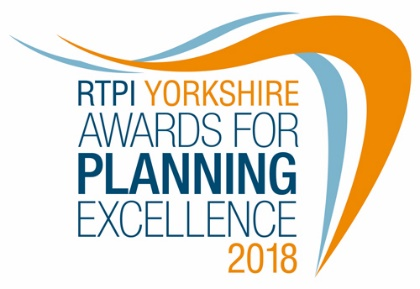 RTPI YORKSHIRE
AWARDS FOR
PLANNING
EXCELLENCE
2018